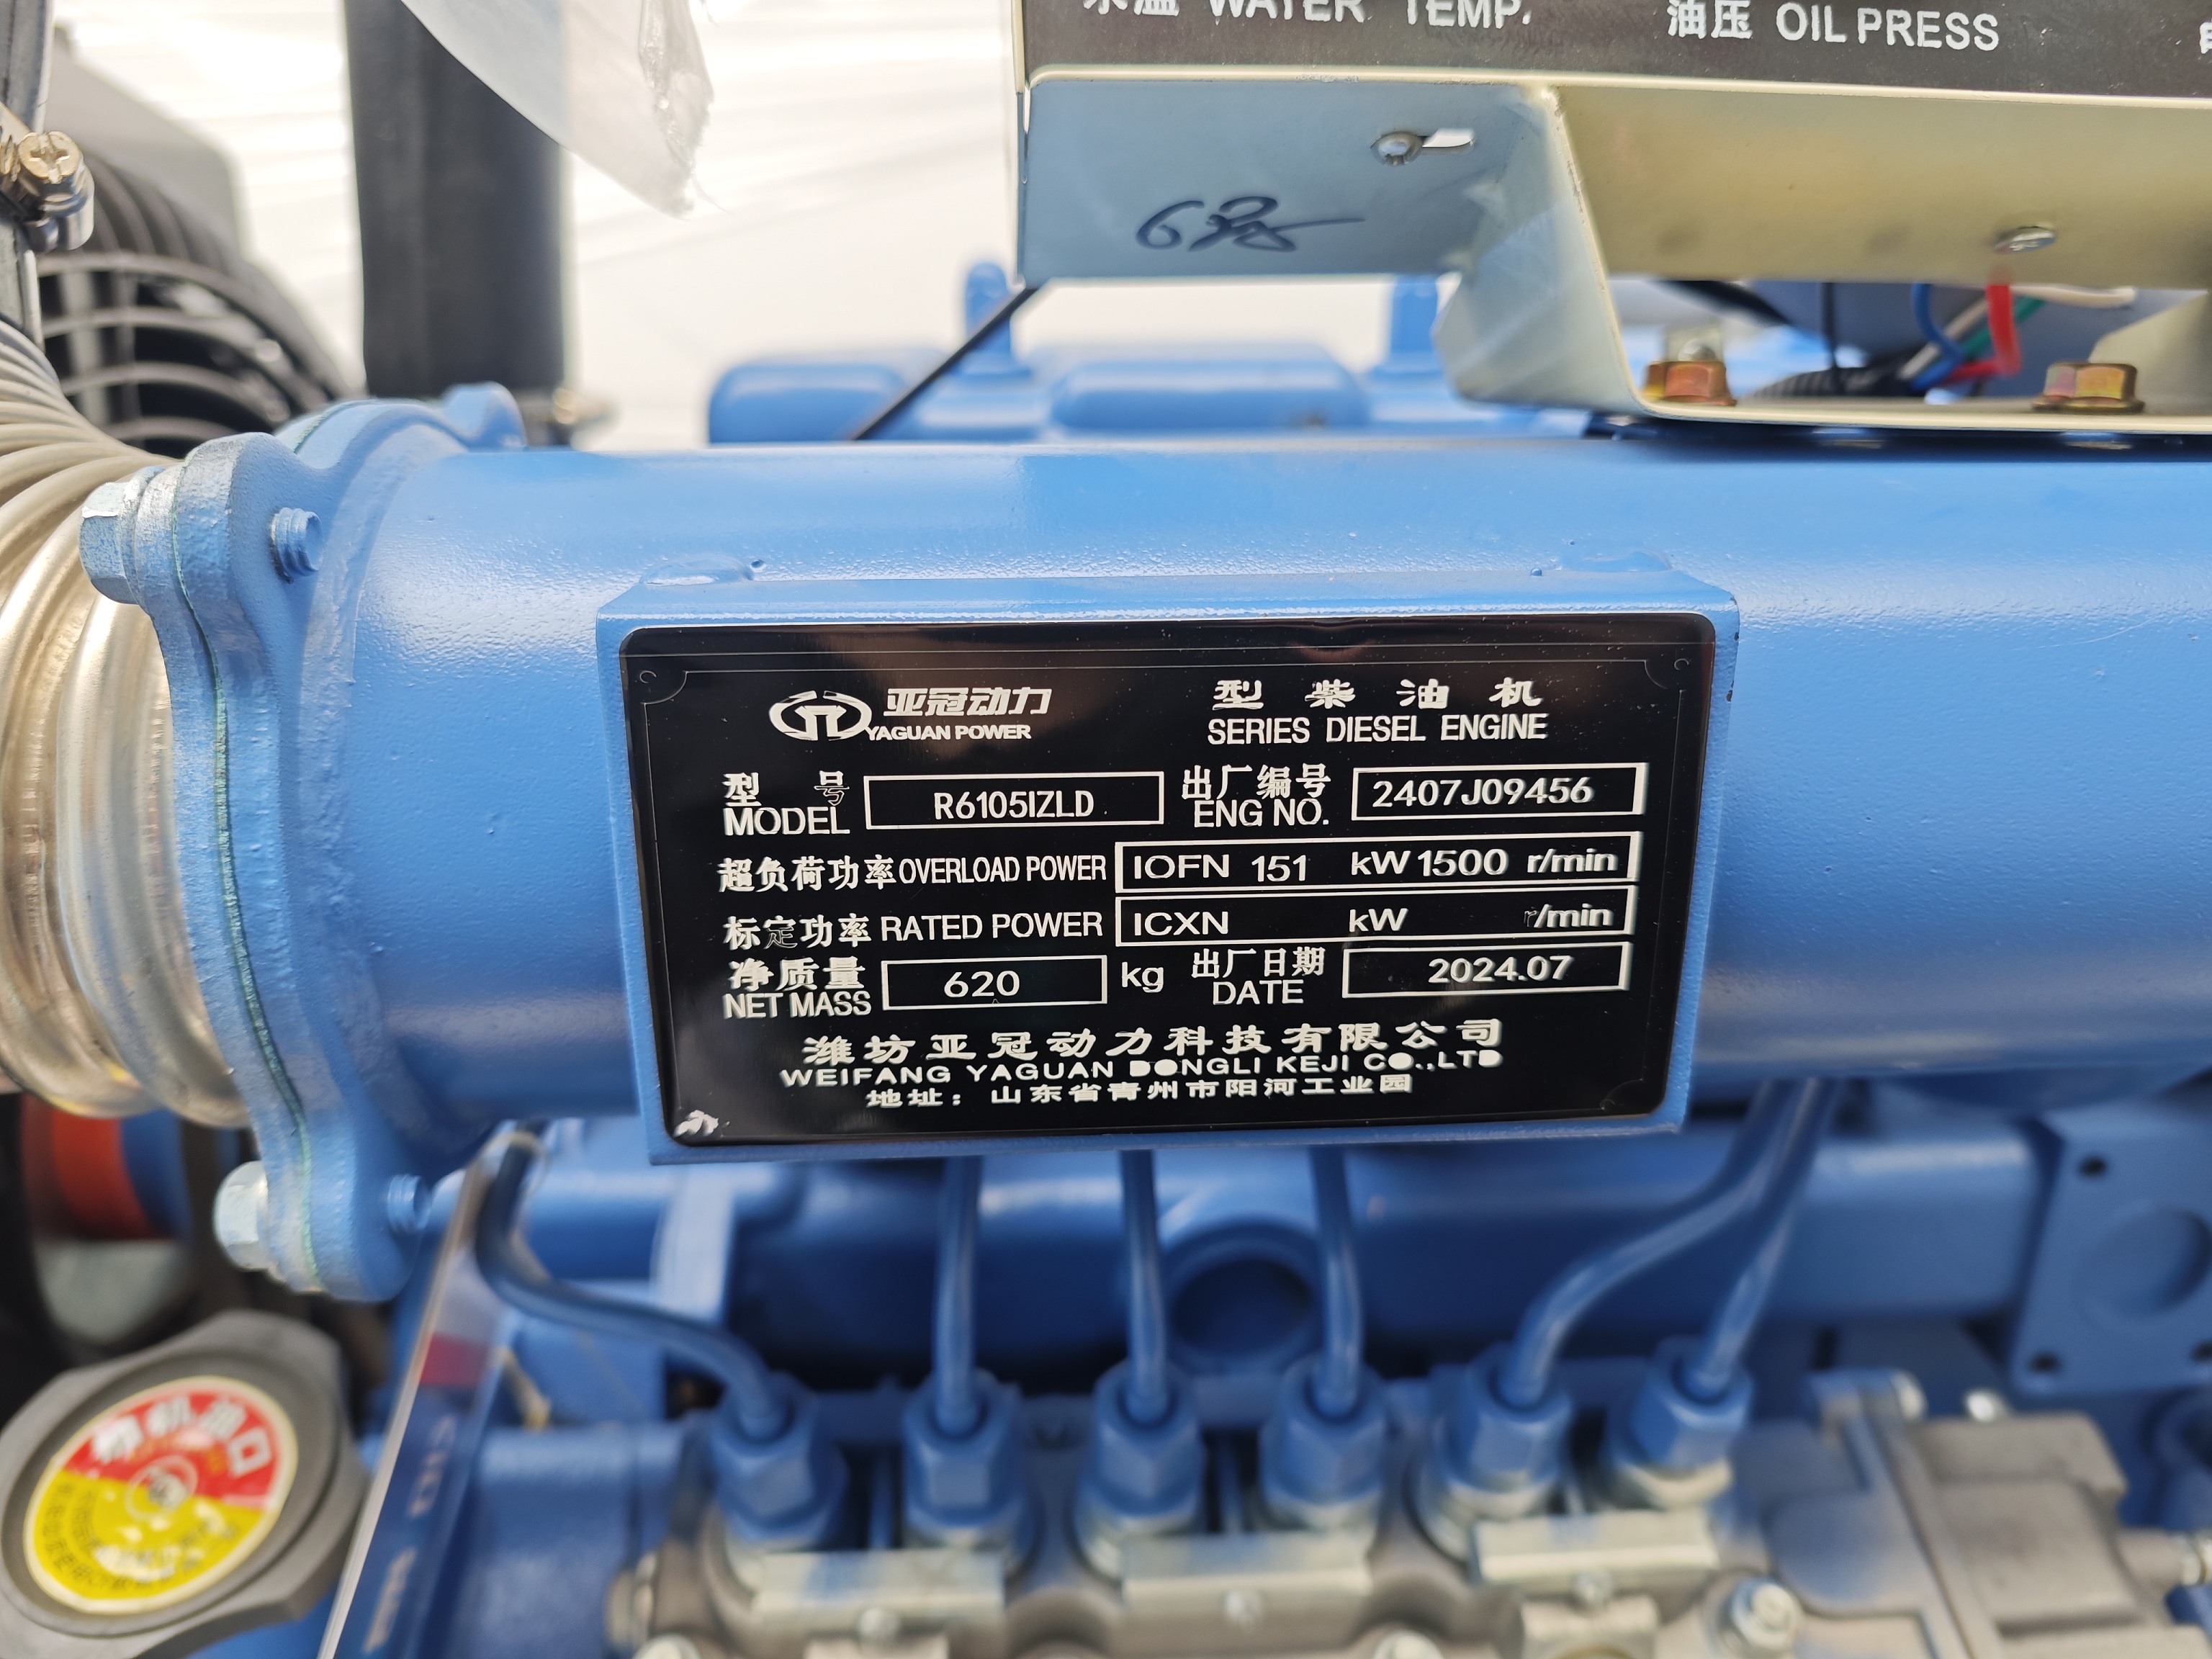 水温 WATER TEMP. 油压 OIL PRESS
亚冠动力
YAGUAN POWER
型 柴 油 机
SERIES DIESEL ENGINE
型 号
MODEL
R6105IZLD
出厂编号
ENG NO.
2407J09456
超负荷功率 OVERLOAD POWER IOFN 151 kW 1500 r/min
标定功率 RATED POWER ICXN kW r/min
净质量
NET MASS
620 kg
出厂日期
DATE
2024.07
潍坊亚冠动力科技有限公司
WEIFANG YAGUAN DONGLI KEJI CO.,LTD
地址：山东省青州市阳河工业园